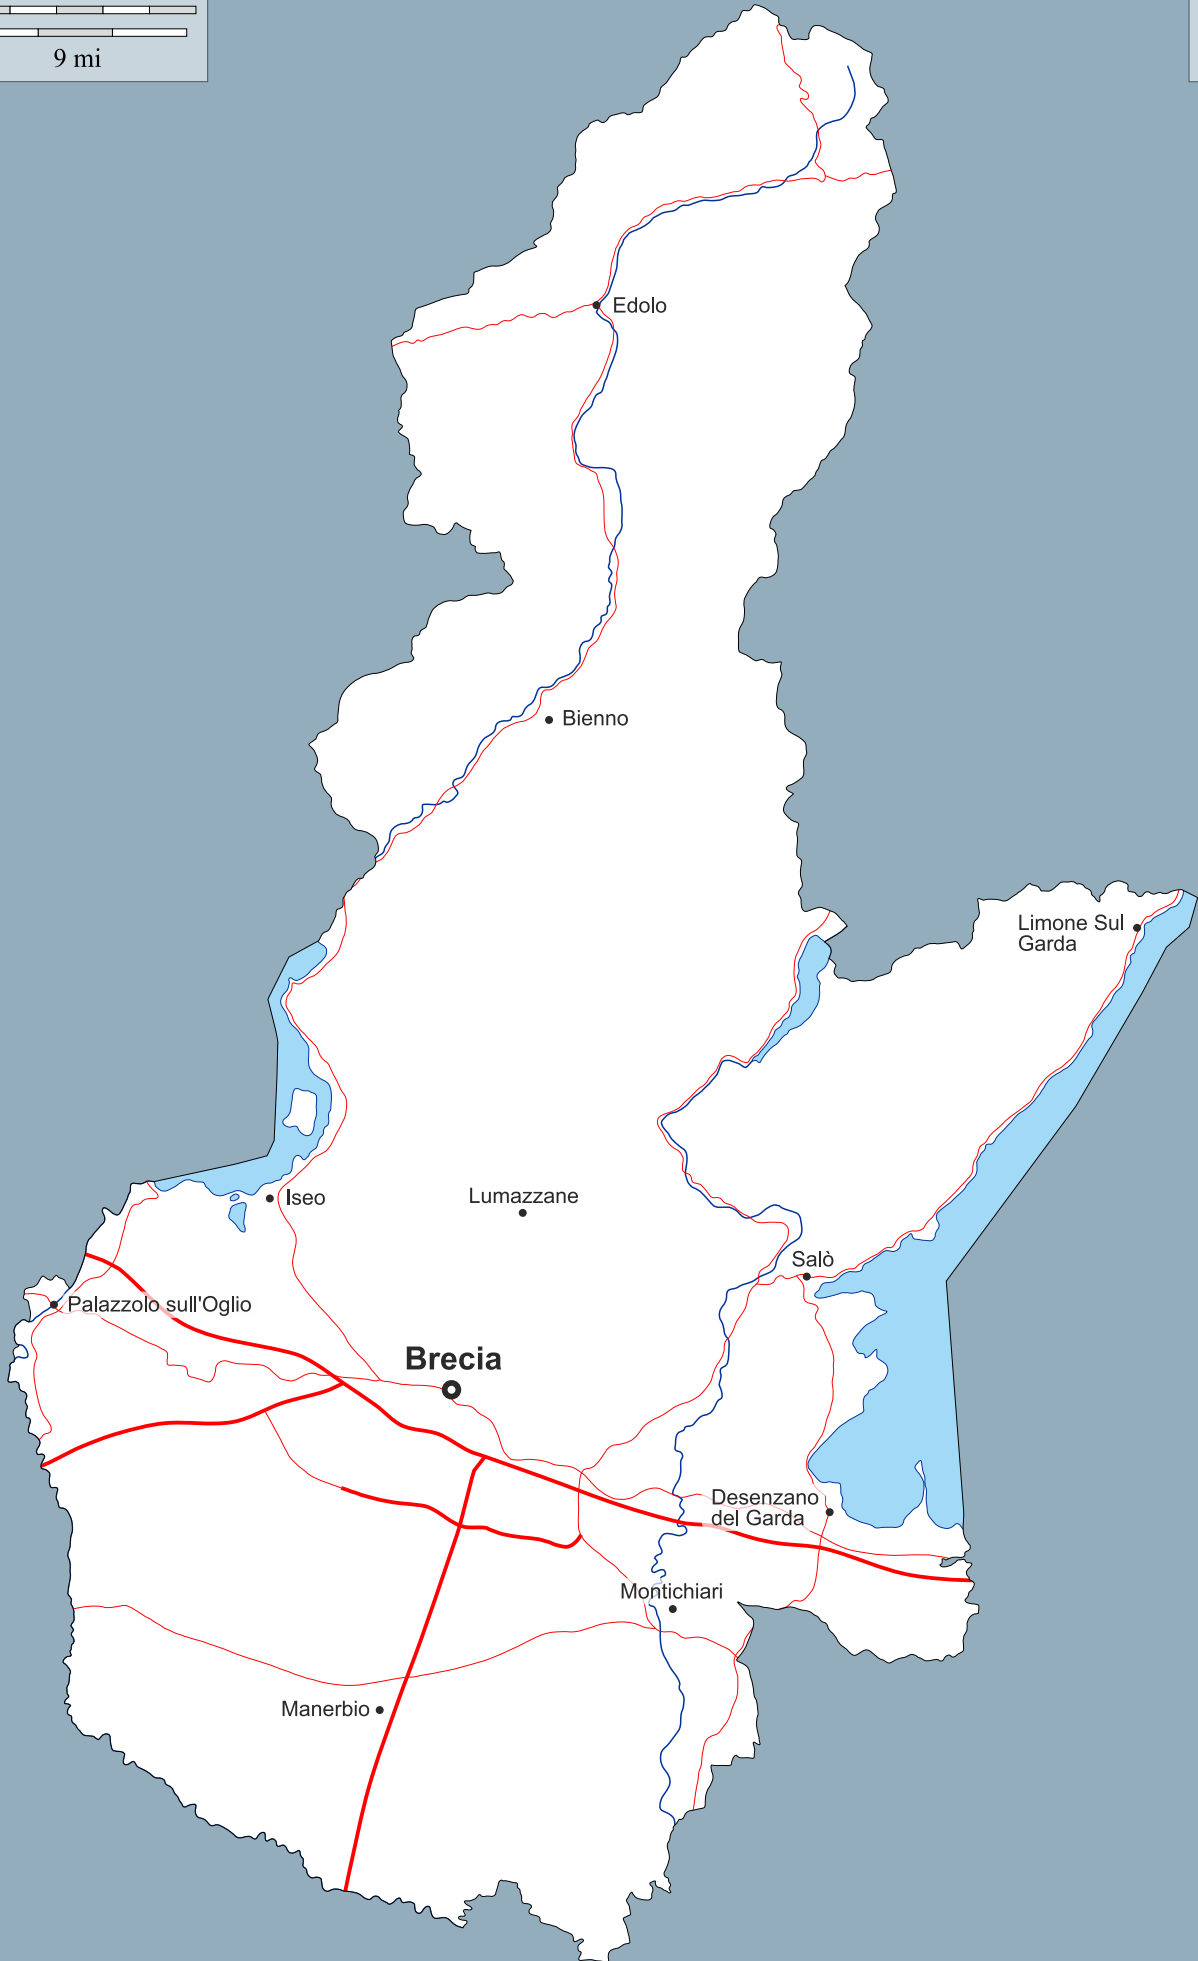 9 mi
Edolo
Bienno
Limone Sul
Garda
Iseo
Lumazzane
Salò
Palazzolo sull'Oglio
Brecia
Desenzano
del Garda
Montichiari
Manerbio